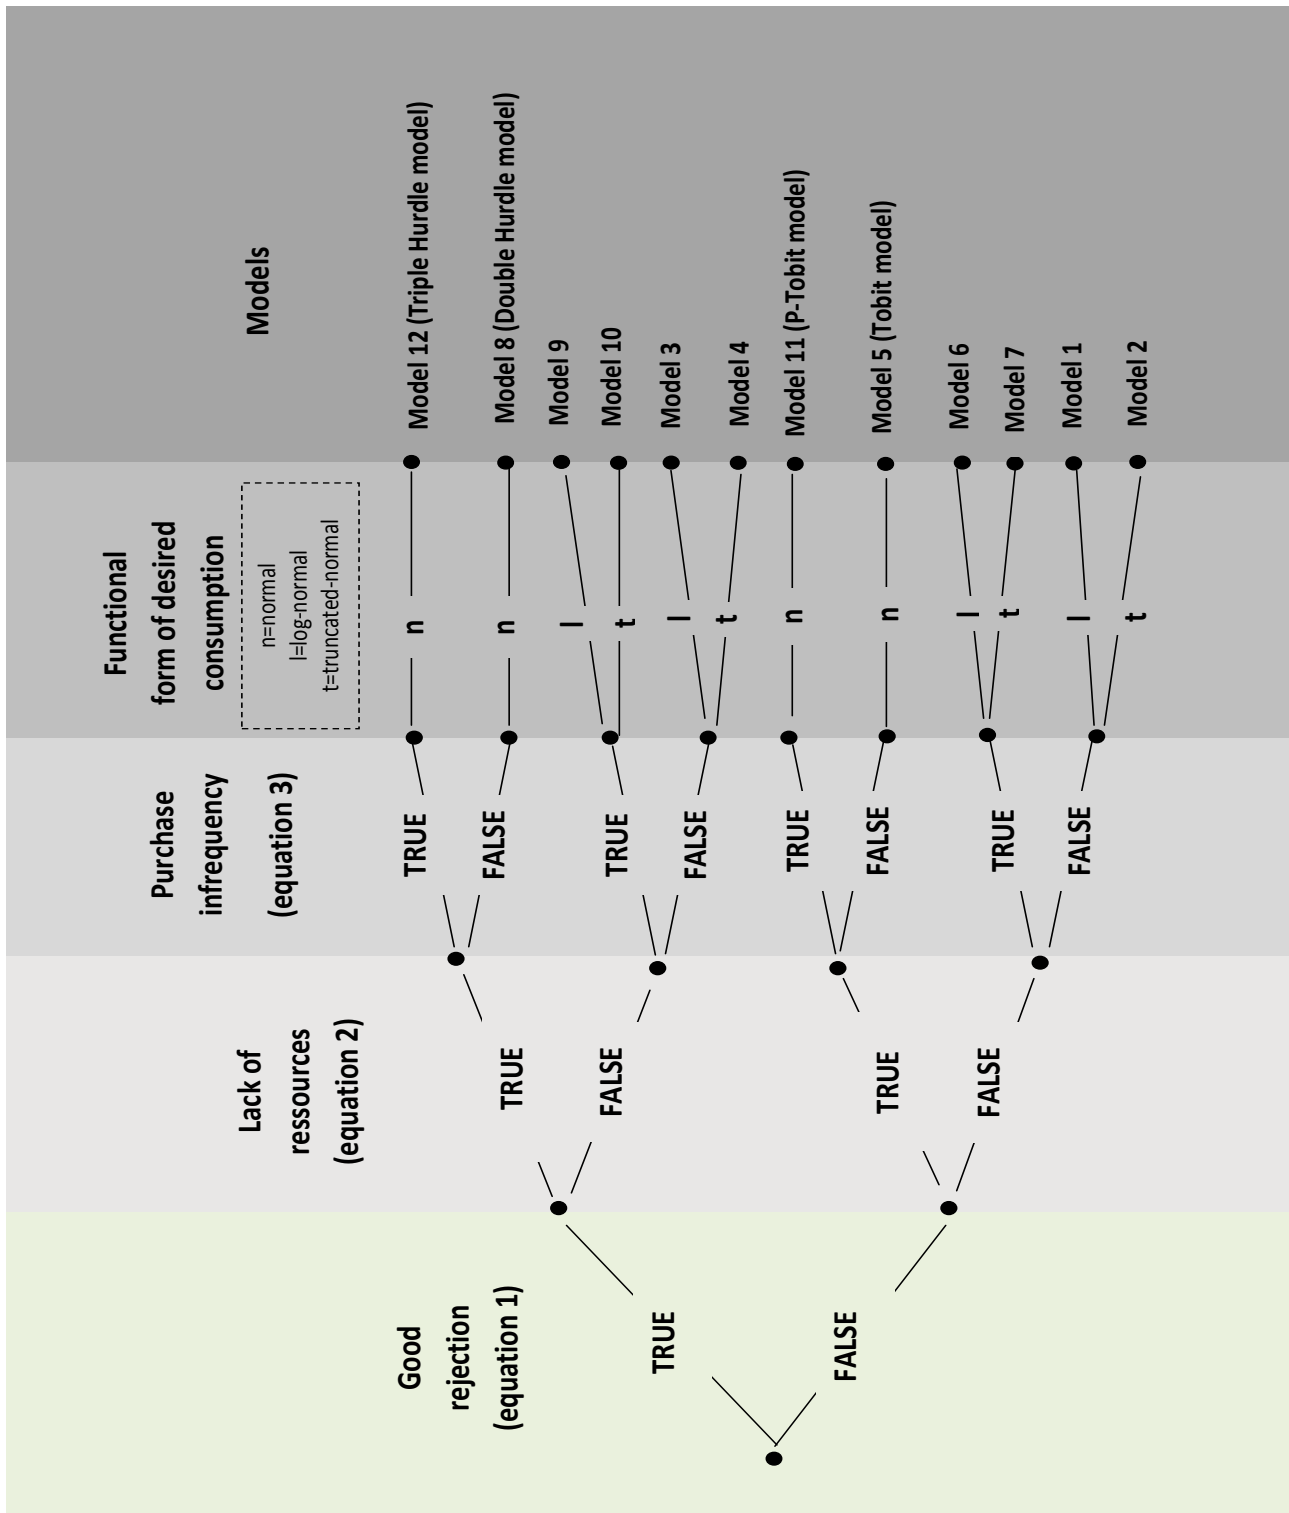 Good
rejection
(equation 1)
Lack of
ressources
(equation 2)
Purchase
infrequency
(equation 3)
Functional
form of desired
consumption
n=normal
l=log-normal
t=truncated-normal
Models
TRUE
FALSE
TRUE
FALSE
TRUE
FALSE
TRUE
FALSE
TRUE
FALSE
TRUE
FALSE
TRUE
FALSE
n
n
l
t
l
t
n
n
l
t
l
t
Model 12 (Triple Hurdle model)
Model 8 (Double Hurdle model)
Model 9
Model 10
Model 3
Model 4
Model 11 (P-Tobit model)
Model 5 (Tobit model)
Model 6
Model 7
Model 1
Model 2